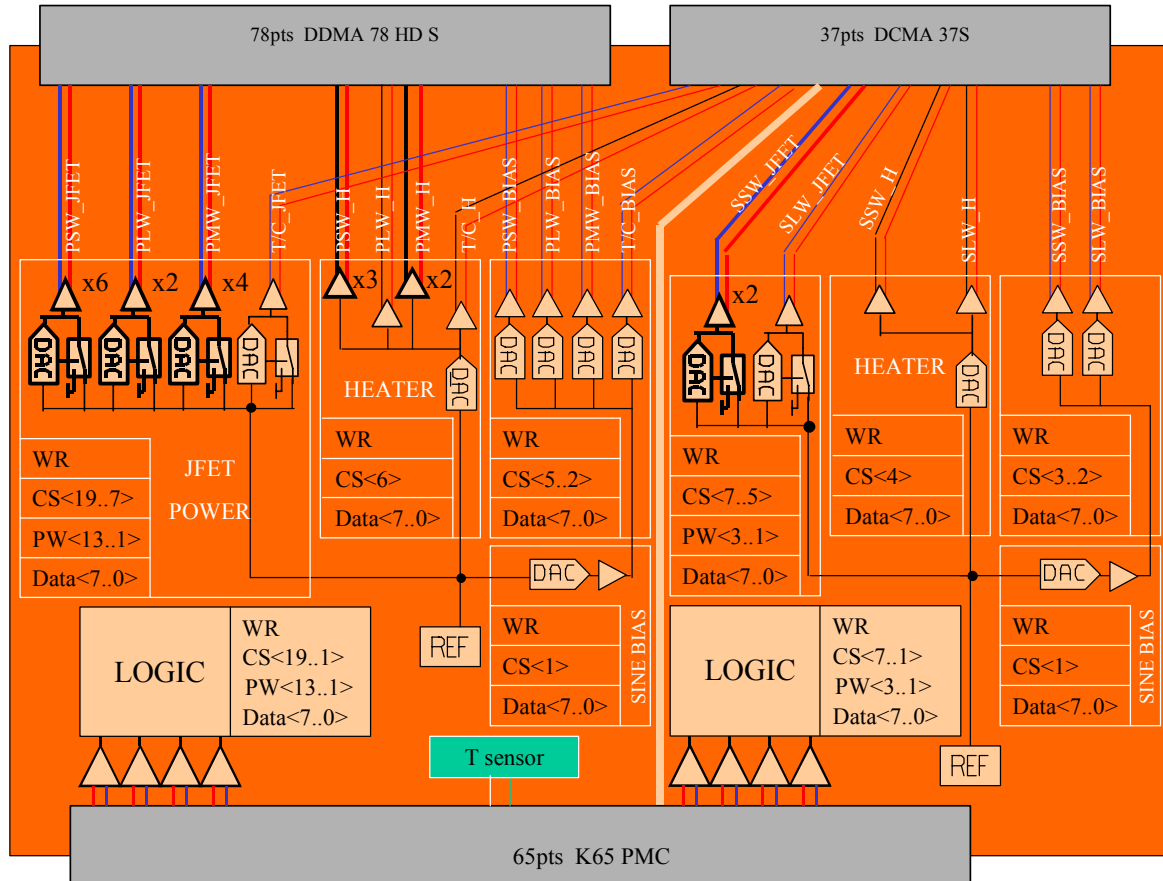 78pts DDMA 78 HD S
37pts DCMA 37S
PSW_JFET
PLW_JFET
PMW_JFET
T/C_JFET
PSW_H
PLW_H
PMW_H
T/C_H
PSW_BIAS
PLW_BIAS
PMW_BIAS
T/C_BIAS
SSW_JFET
SLW_JFET
SSW_H
SLW_H
SSW_BIAS
SLW_BIAS
x6
x2
x4
x3
x2
x2
DAC
DAC
DAC
DAC
DAC
DAC
DAC
DAC
DAC
DAC
DAC
DAC
DAC
DAC
HEATER
HEATER
WR
CS<19..7>
PW<13..1>
Data<7..0>
JFET
POWER
WR
CS<6>
Data<7..0>
WR
CS<5..2>
Data<7..0>
WR
CS<7..5>
PW<3..1>
Data<7..0>
WR
CS<4>
Data<7..0>
WR
CS<3..2>
Data<7..0>
DAC
WR
CS<1>
Data<7..0>
SINE BIAS
DAC
WR
CS<1>
Data<7..0>
SINE BIAS
LOGIC
WR
CS<19..1>
PW<13..1>
Data<7..0>
REF
LOGIC
WR
CS<7..1>
PW<3..1>
Data<7..0>
REF
T sensor
65pts K65 PMC